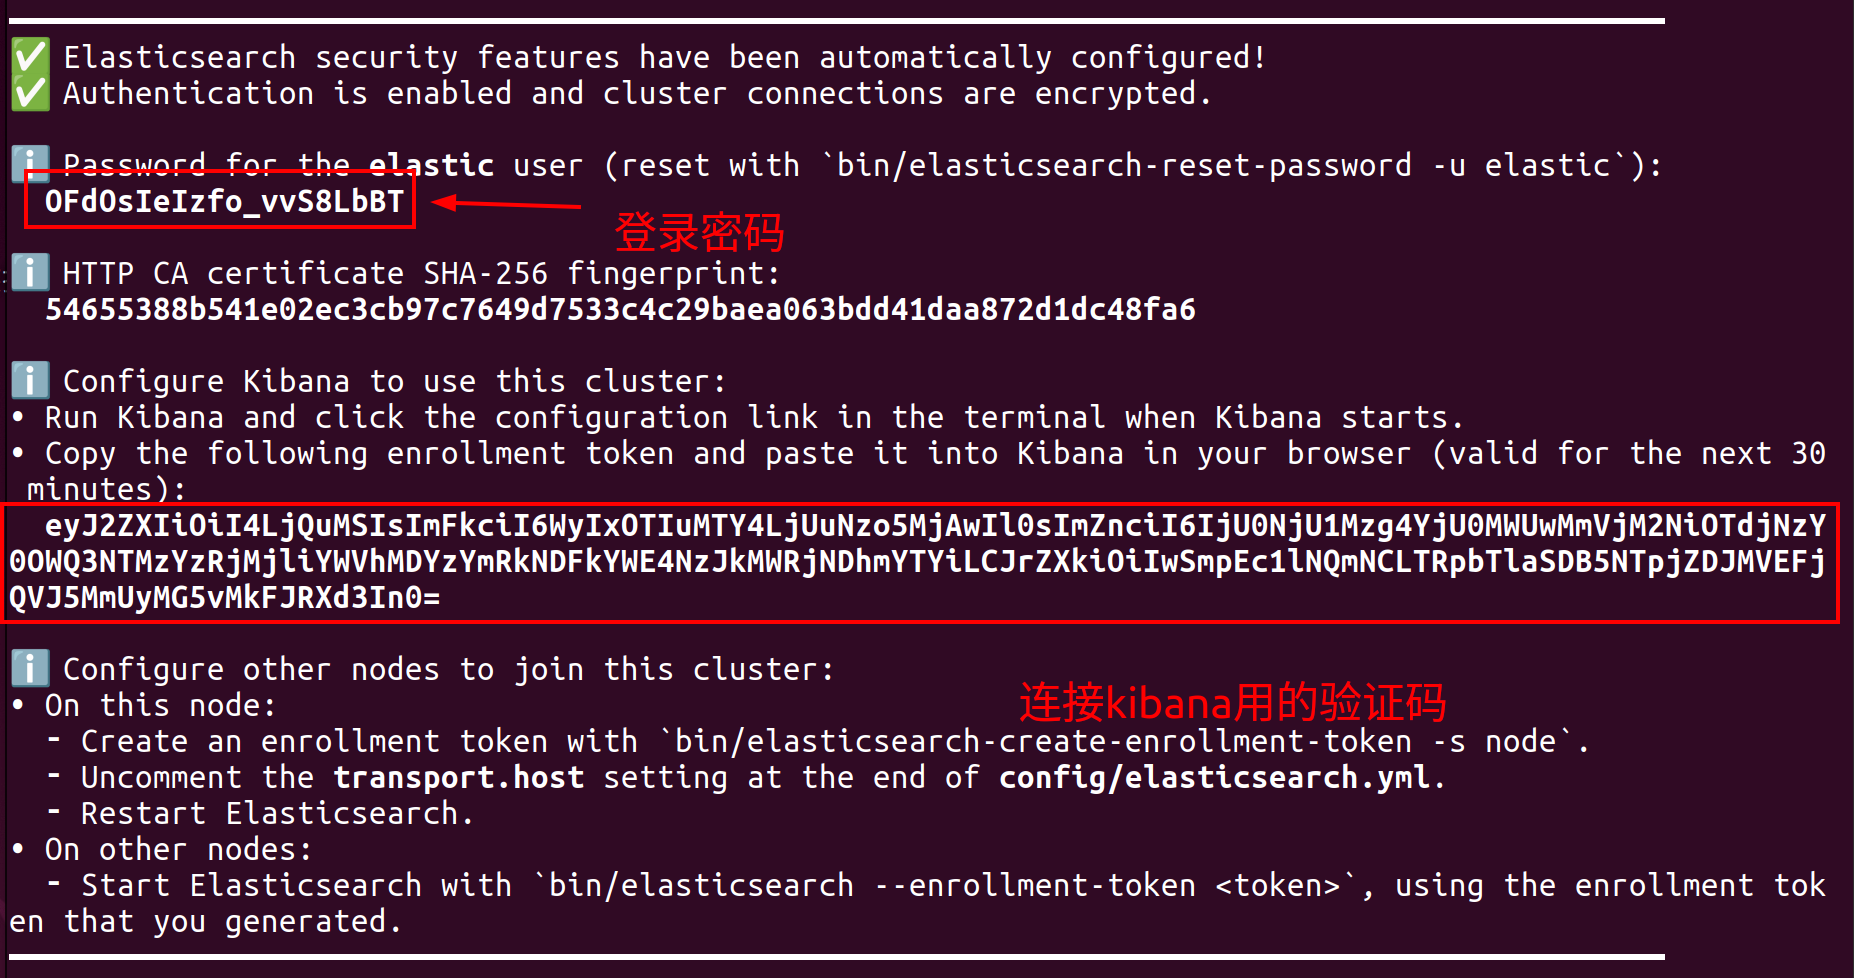 Elasticsearch security features have been automatically configured!
Authentication is enabled and cluster connections are encrypted.
Password for the elastic user (reset with `bin/elasticsearch-reset-password -u elastic`):
OFdOsIeIzfo_vvS8LbBT
登录密码
HTTP CA certificate SHA-256 fingerprint:
54655388b541e02ec3cb97c7649d7533c4c29baea063bdd41daa872d1dc48fa6
Configure Kibana to use this cluster:
• Run Kibana and click the configuration link in the terminal when Kibana starts.
• Copy the following enrollment token and paste it into Kibana in your browser (valid for the next 30
minutes):
eyJ2ZXIiOiI4LjQuMSIsImFkciI6WyIxOTIuMTY4LjUuNzo5MjAwIl0sImZnciI6IjU0NjU1Mzg4YjU0MWUwMmVjM2NiOTdjNzY
0OWQ3NTMzYzRjMjliYWVhMDYzYmRkNDFkYWE4NzJkMWRjNDhmYTYiLCJrZXkiOiIwSmpEc1lNQmNCLTRpbTlaSDB5NTpjZDJMVEFj
QVJ5MmUyMG5vMkFJRXd3In0=
Configure other nodes to join this cluster:
• On this node:
连接kibana用的验证码
- Create an enrollment token with `bin/elasticsearch-create-enrollment-token -s node`.
- Uncomment the transport.host setting at the end of config/elasticsearch.yml.
- Restart Elasticsearch.
• On other nodes:
- Start Elasticsearch with `bin/elasticsearch --enrollment-token <token>`, using the enrollment tok
en that you generated.